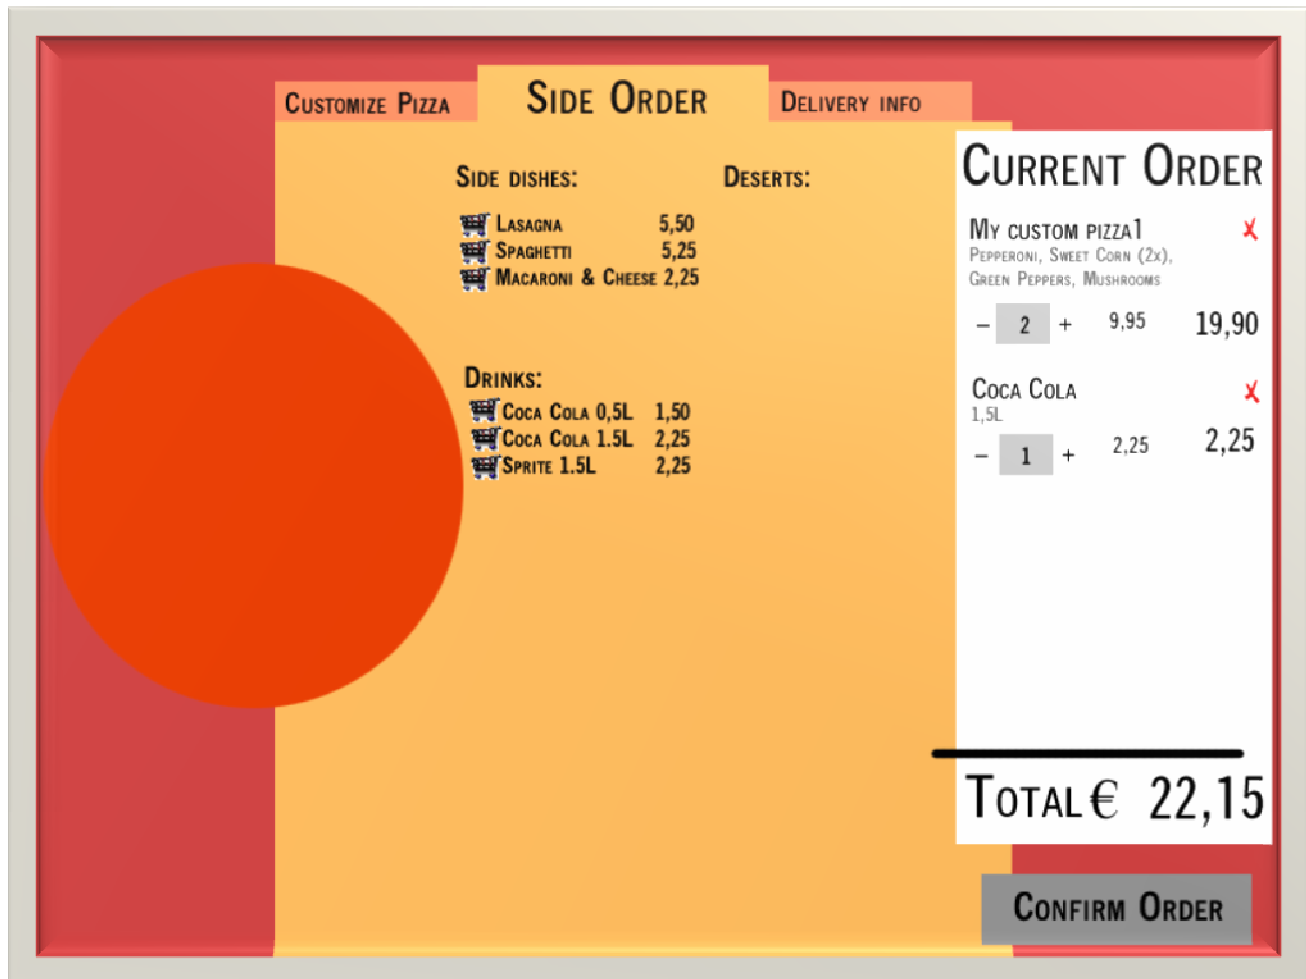 Customize Pizza
Side Order
Delivery info
Side dishes:
Lasagna 5,50
Spaghetti 5,25
Macaroni & Cheese 2,25
Deserts:
Drinks:
Coca Cola 0,5L 1,50
Coca Cola 1.5L 2,25
Sprite 1.5L 2,25
Current Order
My custom pizza1 X
Pepperoni, Sweet Corn (2x),
Green Peppers, Mushrooms
– 2 + 9,95 19,90
Coca Cola X
1,5L
– 1 + 2,25 2,25
Total € 22,15
Confirm Order